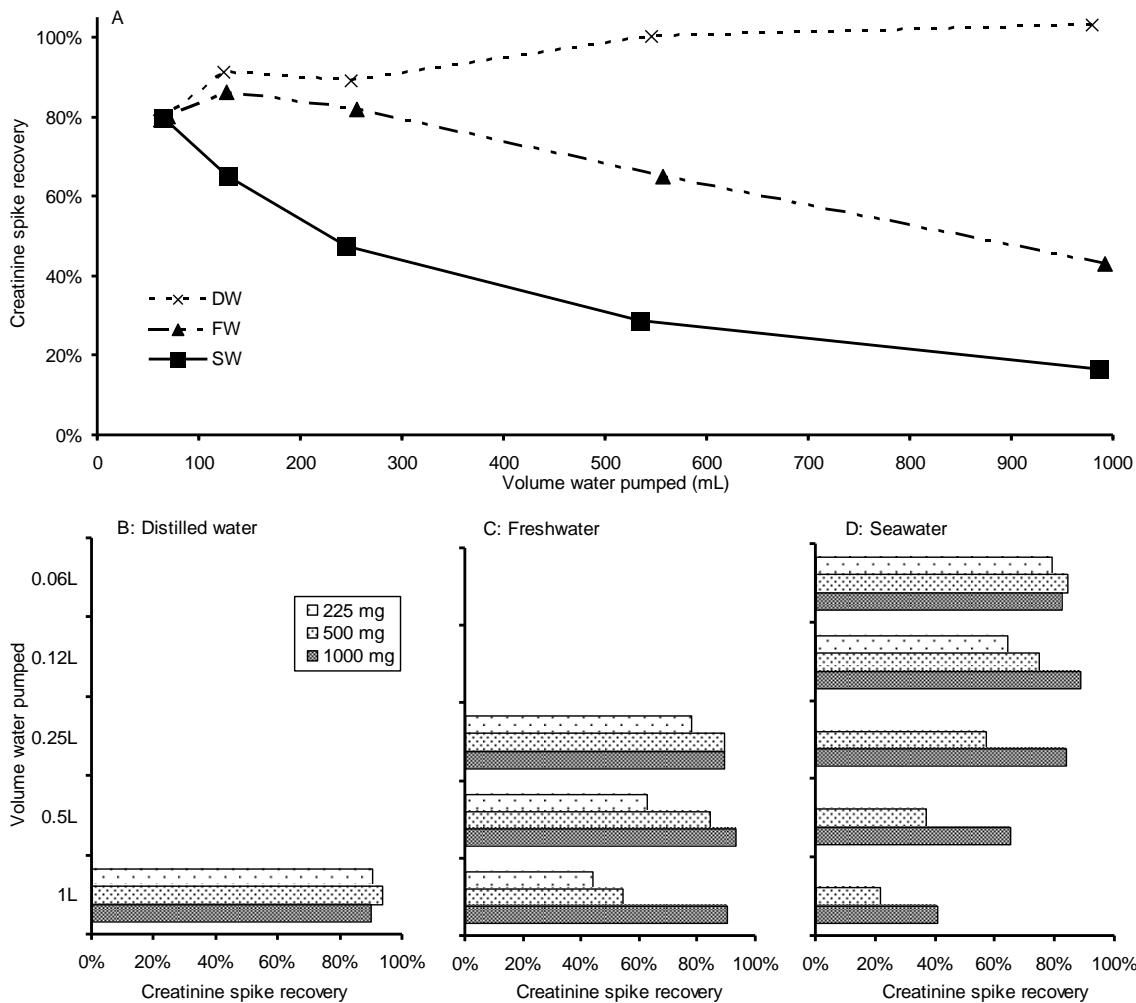 A
100%
80%
60%
40%
20%
0%
Creatinine spike recovery
DW
FW
SW
0 100 200 300 400 500 600 700 800 900 1000
Volume water pumped (mL)
B: Distilled water
C: Freshwater
D: Seawater
225 mg
500 mg
1000 mg
Volume water pumped
0.06L
0.12L
0.25L
0.5L
1L
0% 20% 40% 60% 80% 100%
0% 20% 40% 60% 80% 100%
0% 20% 40% 60% 80% 100%
Creatinine spike recovery
Creatinine spike recovery
Creatinine spike recovery